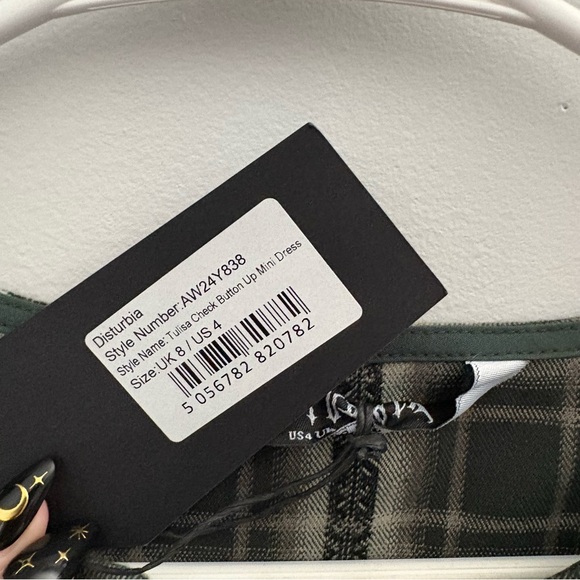 Disturbia
Style Number:AW24Y838
Style Name:Tulisa Check Button Up Mini Dress
Size:UK 8 / US 4
5 056782 820782
US4